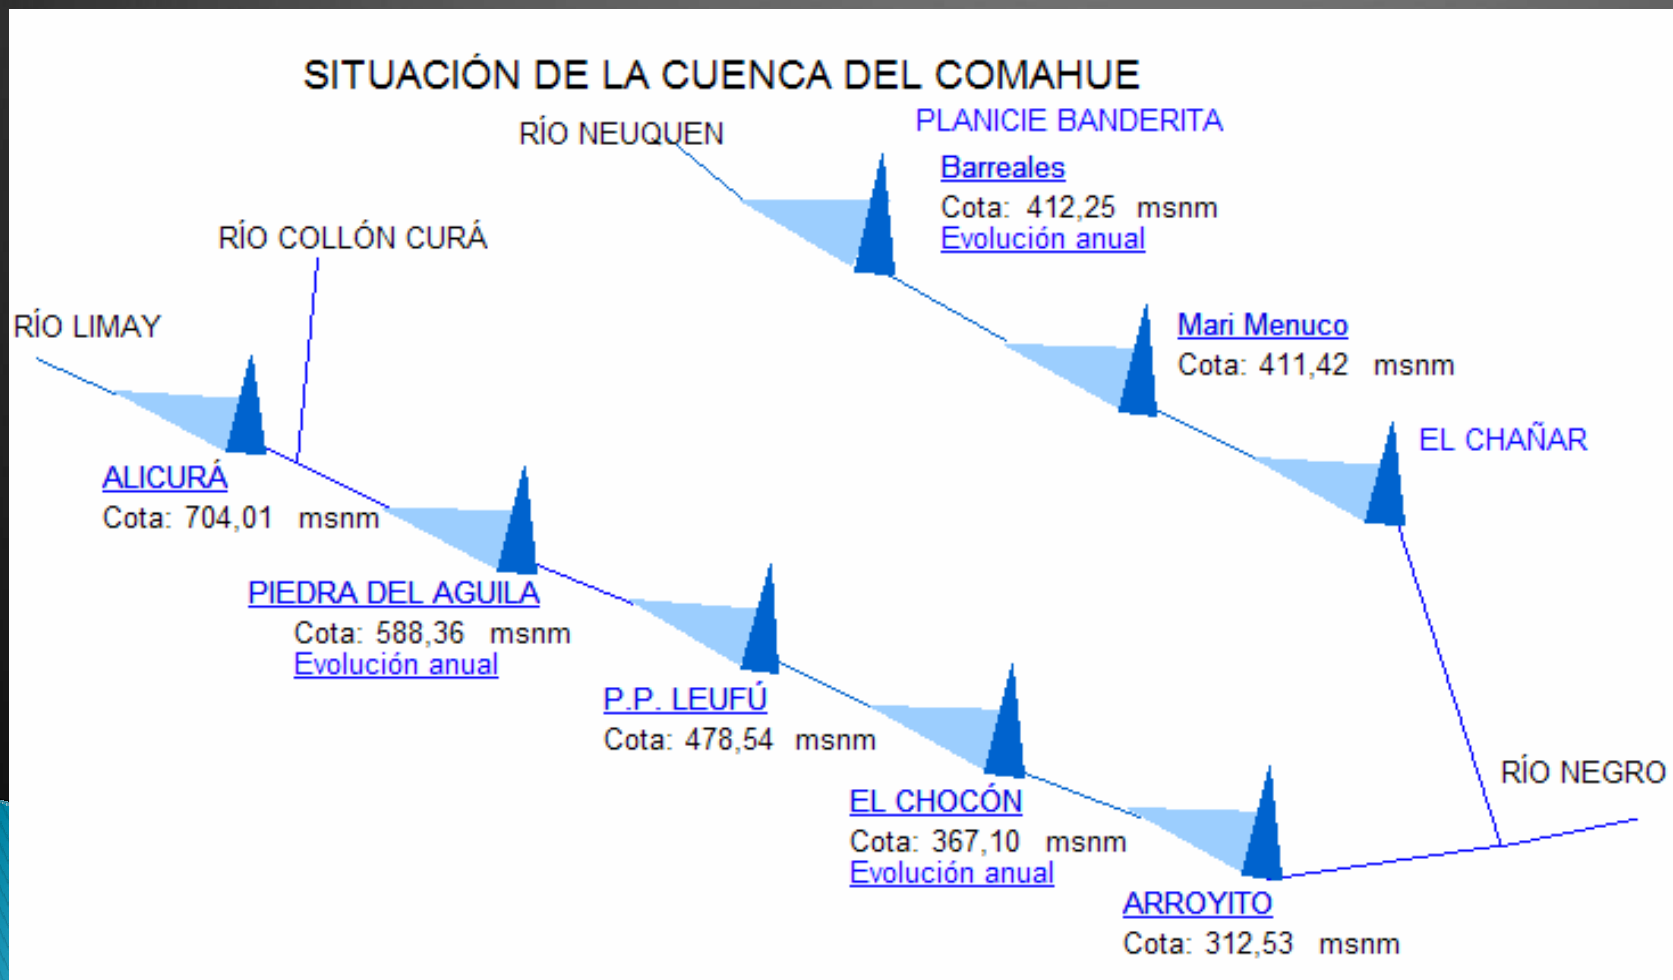 SITUACIÓN DE LA CUENCA DEL COMAHUE
RÍO NEUQUEN
PLANICIE BANDERITA
Barreales
Cota: 412,25 msnm
Evolución anual
RÍO COLLÓN CURÁ
RÍO LIMAY
Mari Menuco
Cota: 411,42 msnm
EL CHAÑAR
ALICURÁ
Cota: 704,01 msnm
PIEDRA DEL AGUILA
Cota: 588,36 msnm
Evolución anual
P.P. LEUFÚ
Cota: 478,54 msnm
RÍO NEGRO
EL CHOCÓN
Cota: 367,10 msnm
Evolución anual
ARROYITO
Cota: 312,53 msnm